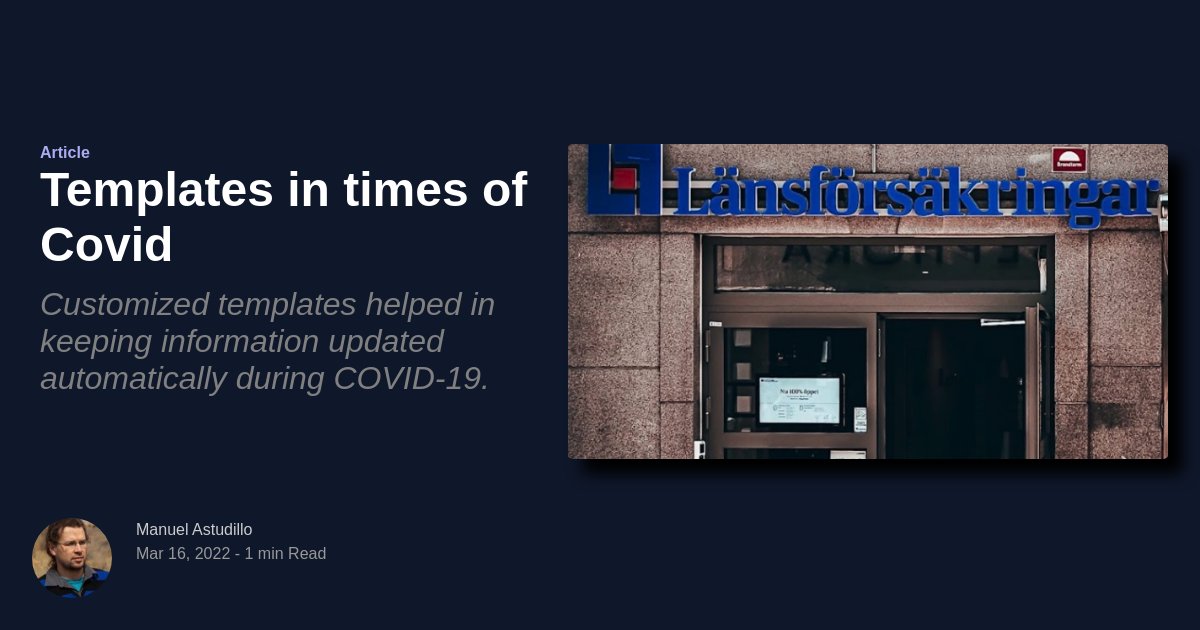 Article
Templates in times of
Covid
Customized templates helped in
keeping information updated
automatically during COVID-19.
Länsförsäkringar
Brandlarm
Nu 100% öppet
Manuel Astudillo
Mar 16, 2022 - 1 min Read